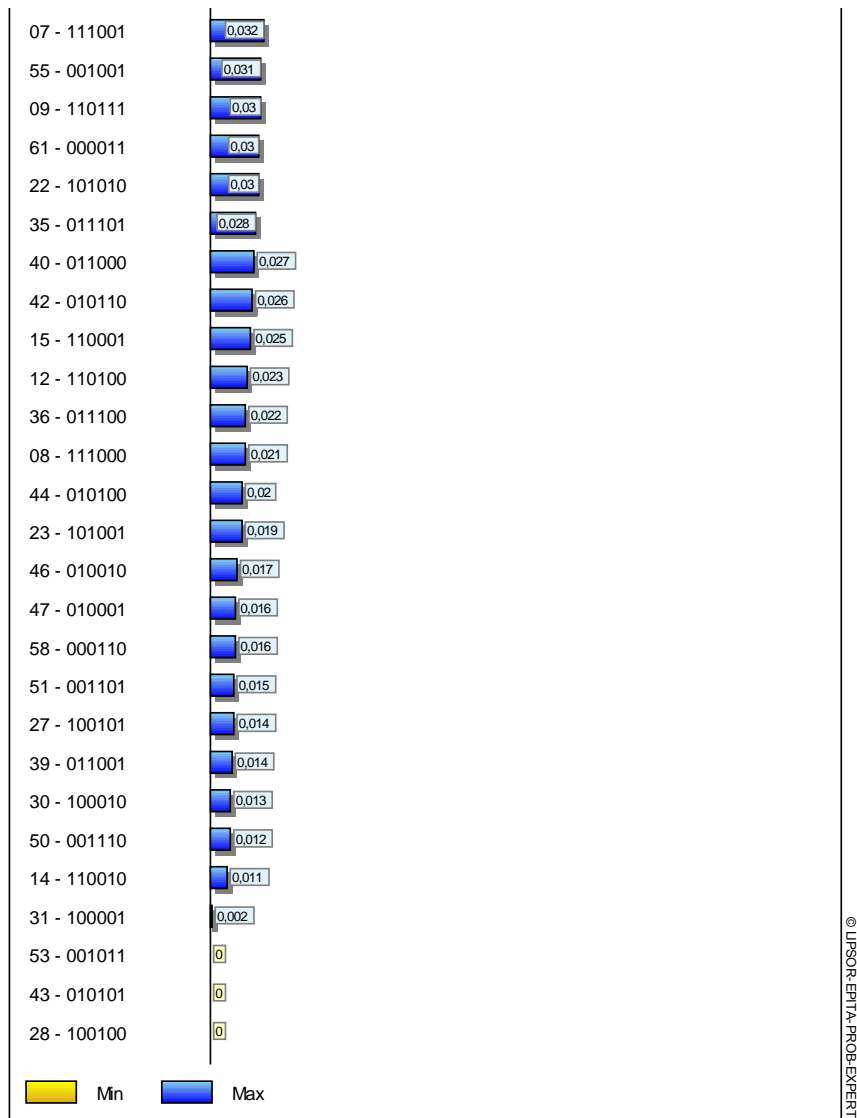 07 - 111001 0,032
55 - 001001 0,031
09 - 110111 0,03
61 - 000011 0,03
22 - 101010 0,03
35 - 011101 0,028
40 - 011000 0,027
42 - 010110 0,026
15 - 110001 0,025
12 - 110100 0,023
36 - 011100 0,022
08 - 111000 0,021
44 - 010100 0,02
23 - 101001 0,019
46 - 010010 0,017
47 - 010001 0,016
58 - 000110 0,016
51 - 001101 0,015
27 - 100101 0,014
39 - 011001 0,014
30 - 100010 0,013
50 - 001110 0,012
14 - 110010 0,011
31 - 100001 0,002
53 - 001011 0
43 - 010101 0
28 - 100100 0
Min Max
© LIPSOR-EPITA-PROB-EXPERT